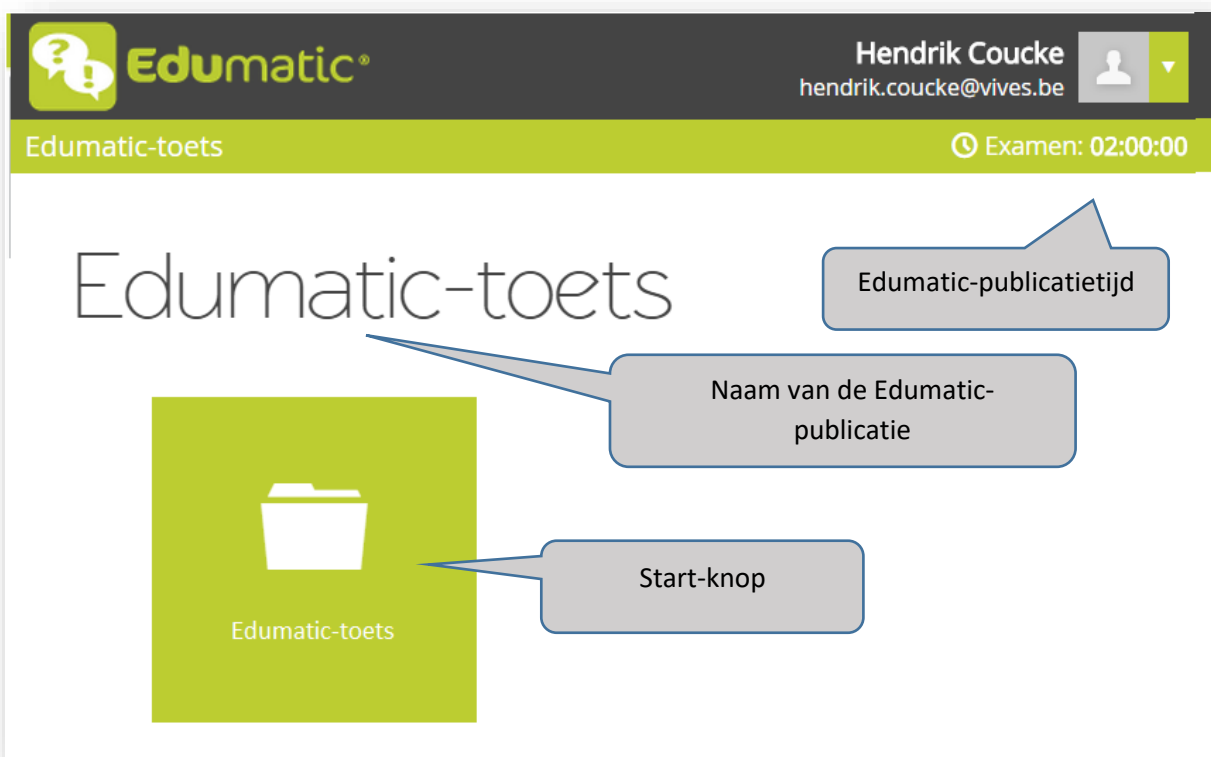 Edumatic®
Hendrik Coucke
hendrik.coucke@vives.be
Edumatic-toets
Examen: 02:00:00
Edumatic-toets
Edumatic-publicatietijd
Naam van de Edumatic-
publicatie
Start-knop
Edumatic-toets